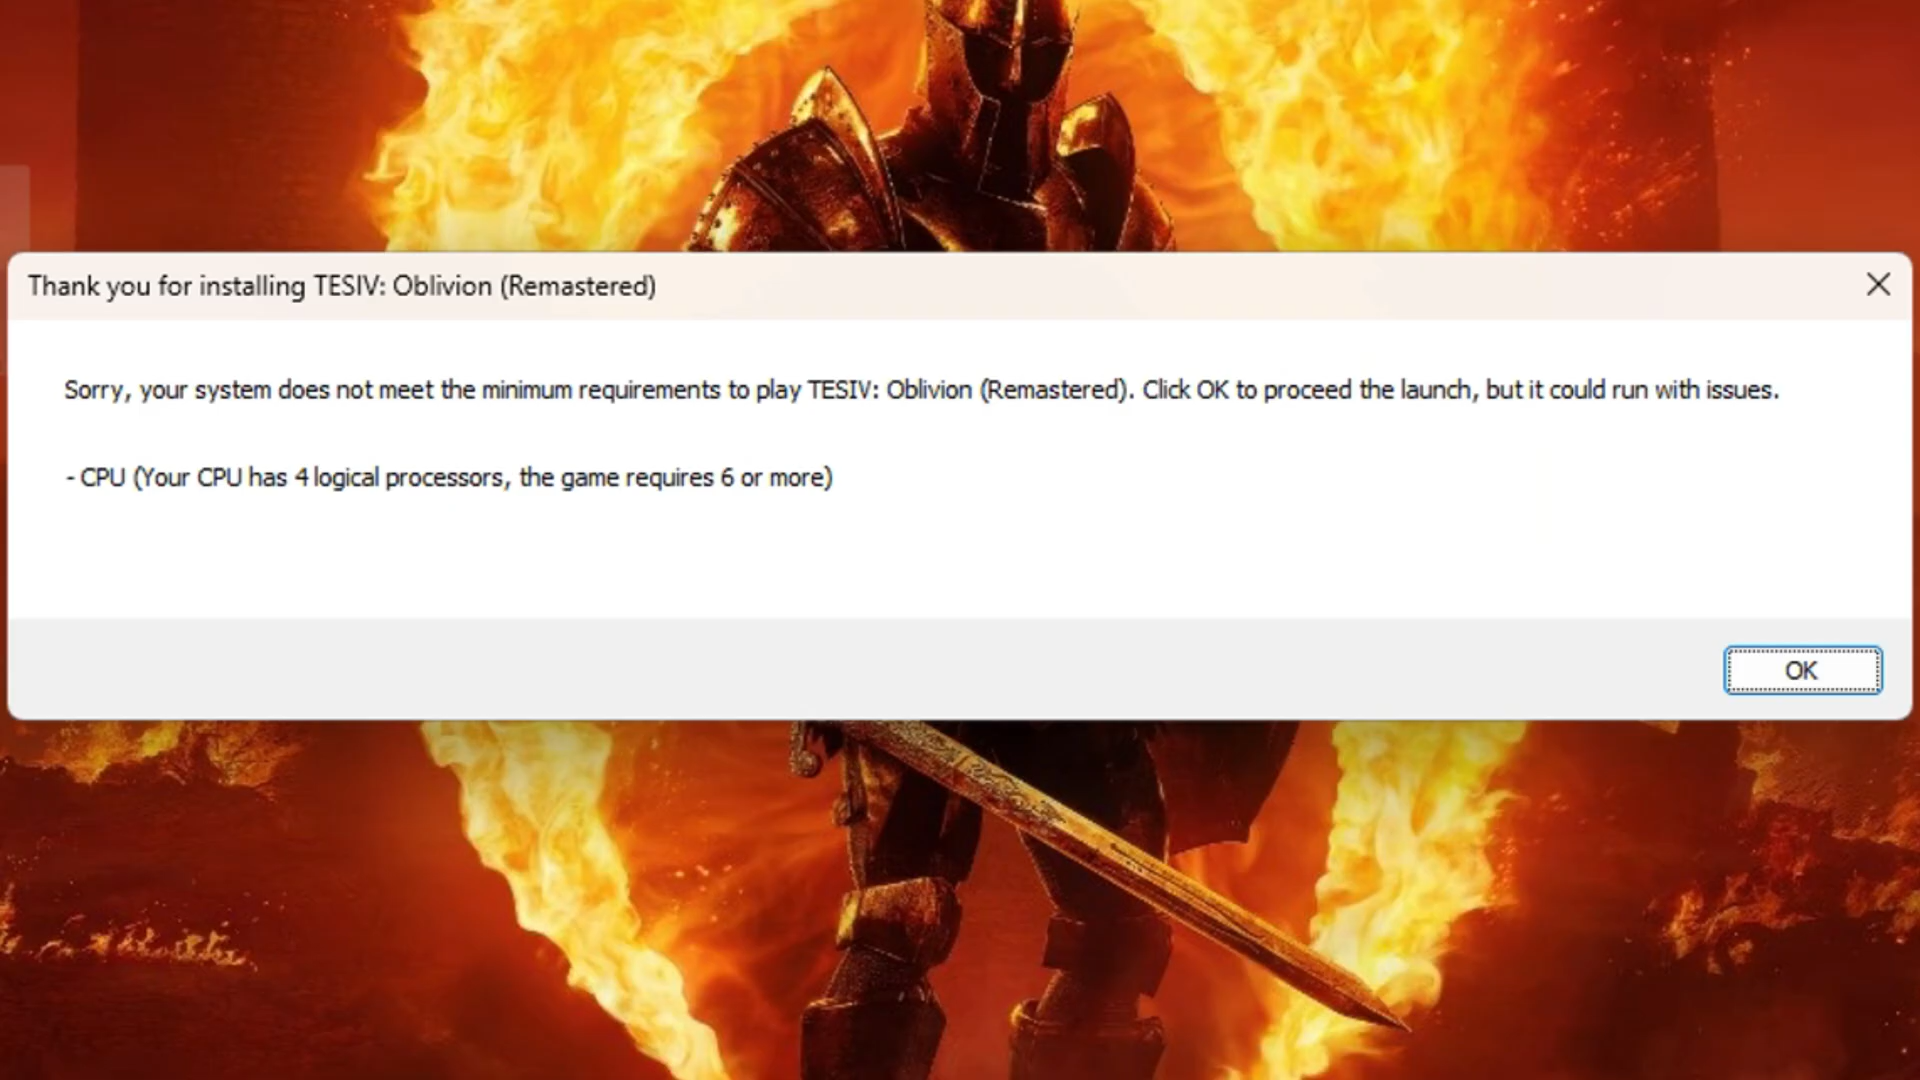 Thank you for installing TESIV: Oblivion (Remastered)
Sorry, your system does not meet the minimum requirements to play TESIV: Oblivion (Remastered). Click OK to proceed the launch, but it could run with issues.
- CPU (Your CPU has 4 logical processors, the game requires 6 or more)
OK